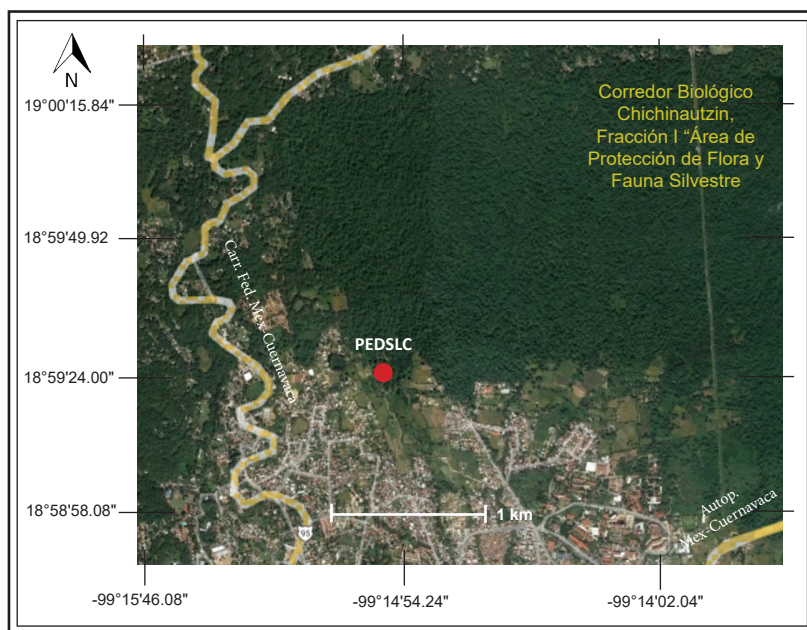 N
19°00'15.84"
18°59'49.92
18°59'24.00"
18°58'58.08"
Corredor Biológico
Chichinautzin,
Fracción I “Área de
Protección de Flora y
Fauna Silvestre
Carr. Fed. Mex-Cuernavaca
PEDSLC
1 km
95
Autop.
Mex-Cuernavaca
-99°15'46.08"
-99°14'54.24"
-99°14'02.04"